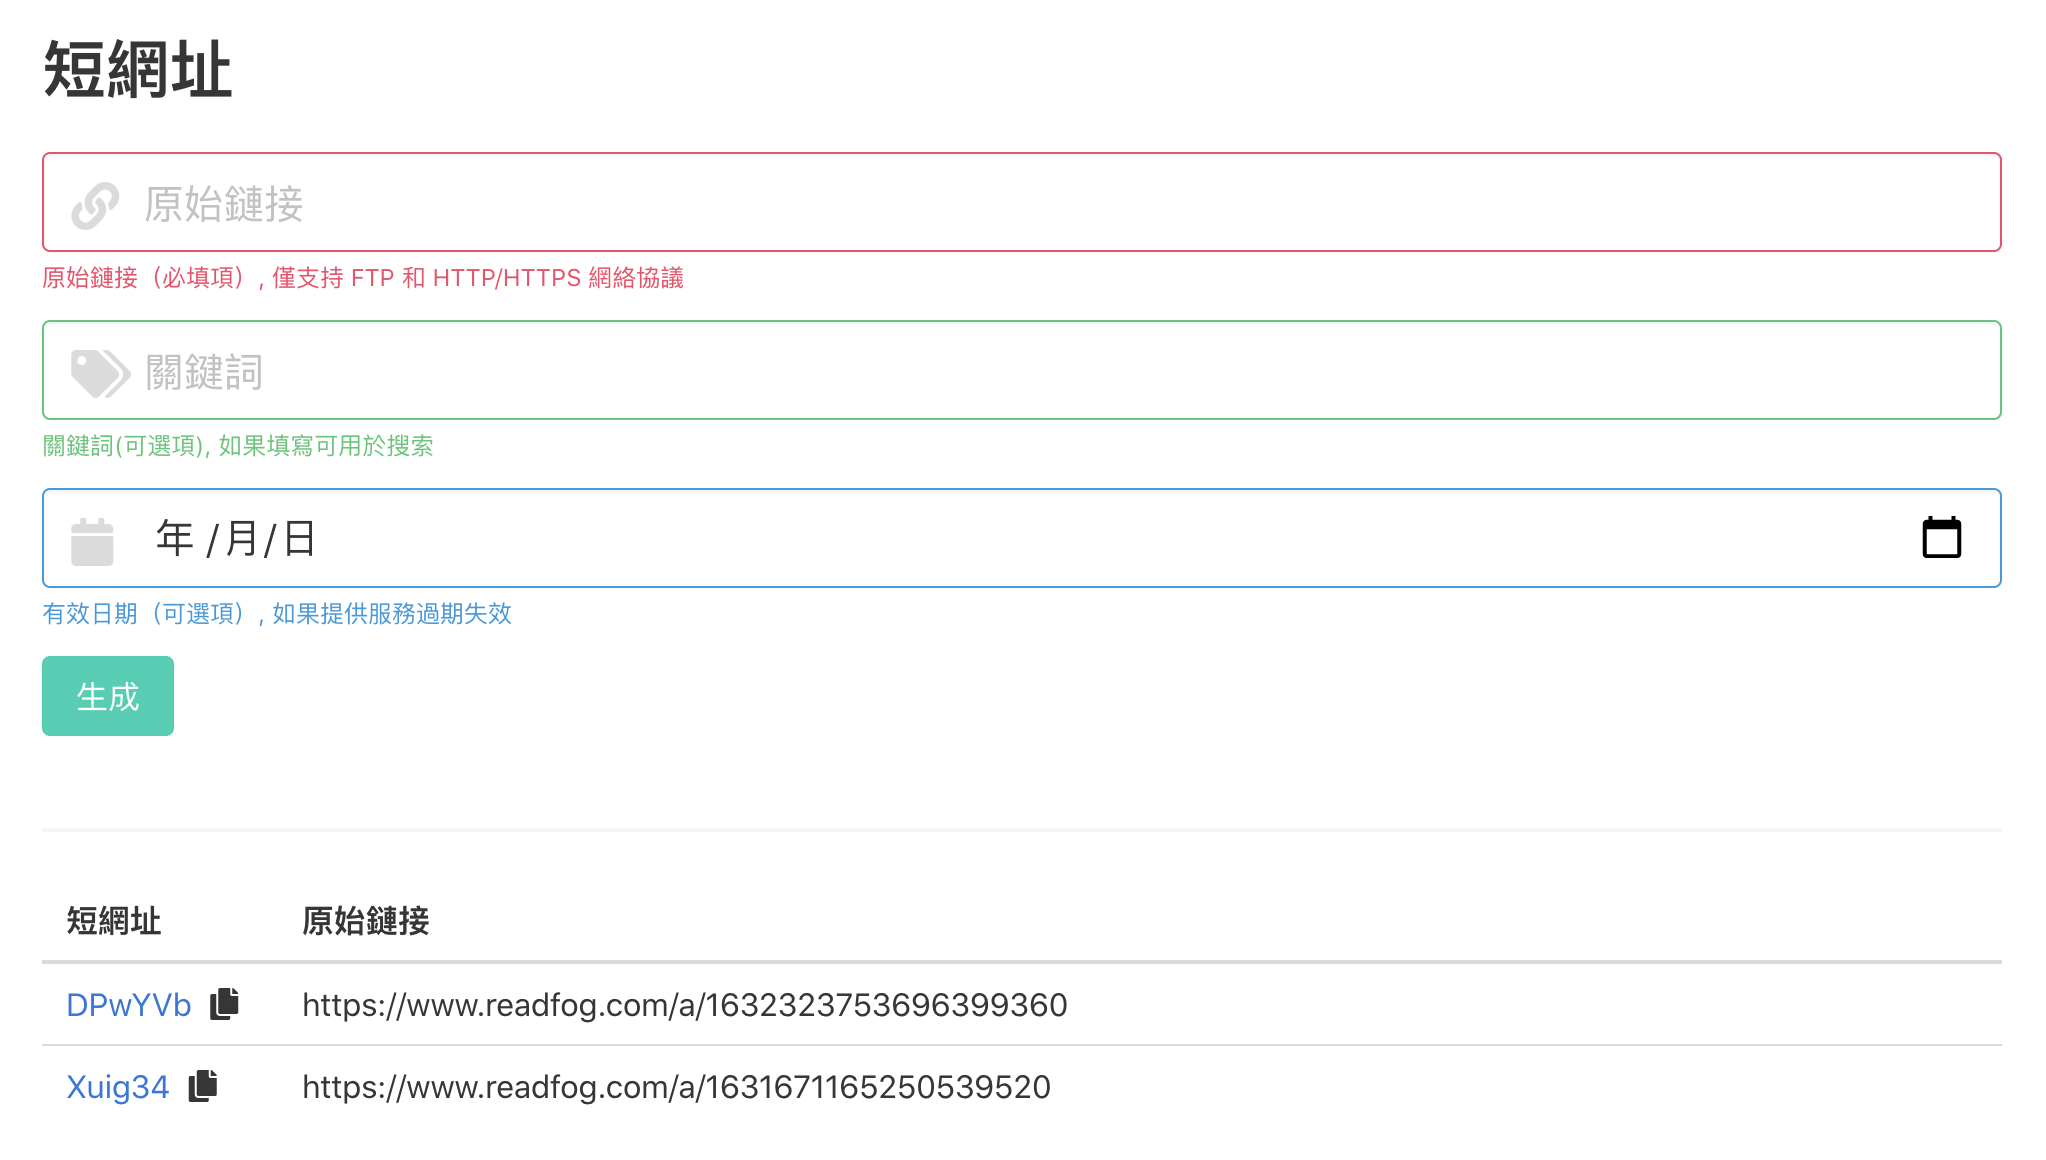 短網址
原始鏈接
原始鏈接（必填項）, 僅支持 FTP 和 HTTP/HTTPS 網絡協議
關鍵詞
關鍵詞(可選項), 如果填寫可用於搜索
年 /月/日
有效日期（可選項）, 如果提供服務過期失效
生成
短網址 原始鏈接
DPwYVb https://www.readfog.com/a/1632323753696399360
Xuig34 https://www.readfog.com/a/1631671165250539520